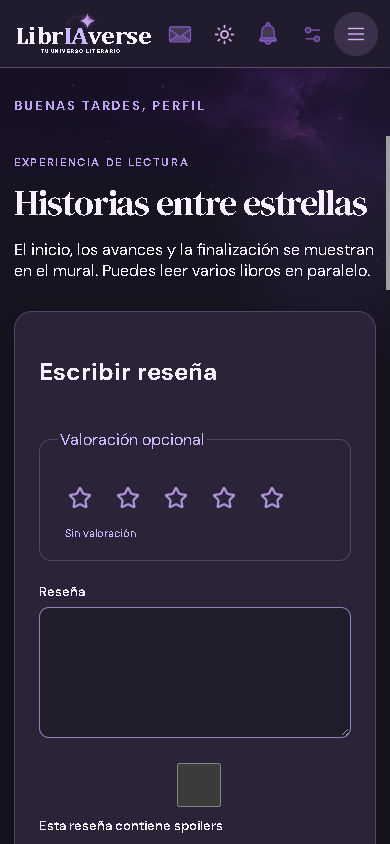 LibrIAverse
TU UNIVERSO LITERARIO
BUENAS TARDES, PERFIL
EXPERIENCIA DE LECTURA
Historias entre estrellas
El inicio, los avances y la finalización se muestran
en el mural. Puedes leer varios libros en paralelo.
Escribir reseña
Valoración opcional
Sin valoración
Reseña
Esta reseña contiene spoilers